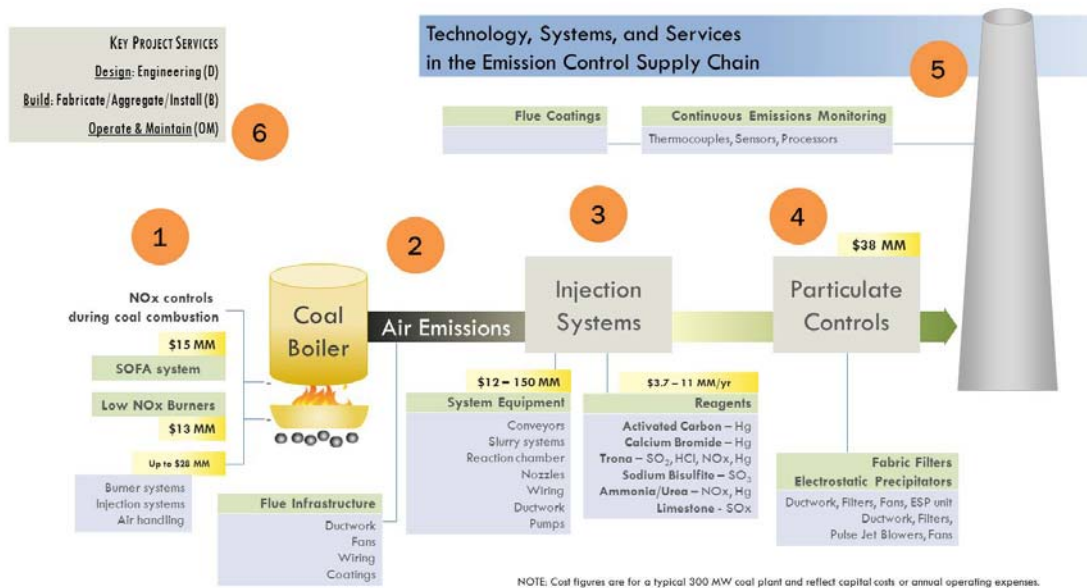 KEY PROJECT SERVICES
Design: Engineering (D)
Build: Fabricate/Aggregate/Install (B)
Operate & Maintain (OM)
6
Technology, Systems, and Services
in the Emission Control Supply Chain
5
Flue Coatings
Continuous Emissions Monitoring
Thermocouples, Sensors, Processors
1
2
3
4
NOx controls
during coal combustion
$15 MM
SOFA system
Low NOx Burners
$13 MM
Up to $28 MM
Burner systems
Injection systems
Air handling
Coal
Boiler
Air Emissions
Flue Infrastructure
Ductwork
Fans
Wiring
Coatings
Injection
Systems
$12 – 150 MM
System Equipment
Conveyors
Slurry systems
Reaction chamber
Nozzles
Wiring
Ductwork
Pumps
$3.7 – 11 MM/yr
Reagents
Activated Carbon – Hg
Calcium Bromide – Hg
Trona – SO2, HCl, NOx, Hg
Sodium Bisulfite – SO3
Ammonia/Urea – NOx, Hg
Limestone - SOx
$38 MM
Particulate
Controls
Fabric Filters
Electrostatic Precipitators
Ductwork, Filters, Fans, ESP unit
Ductwork, Filters,
Pulse Jet Blowers, Fans
NOTE: Cost figures are for a typical 300 MW coal plant and reflect capital costs or annual operating expenses.